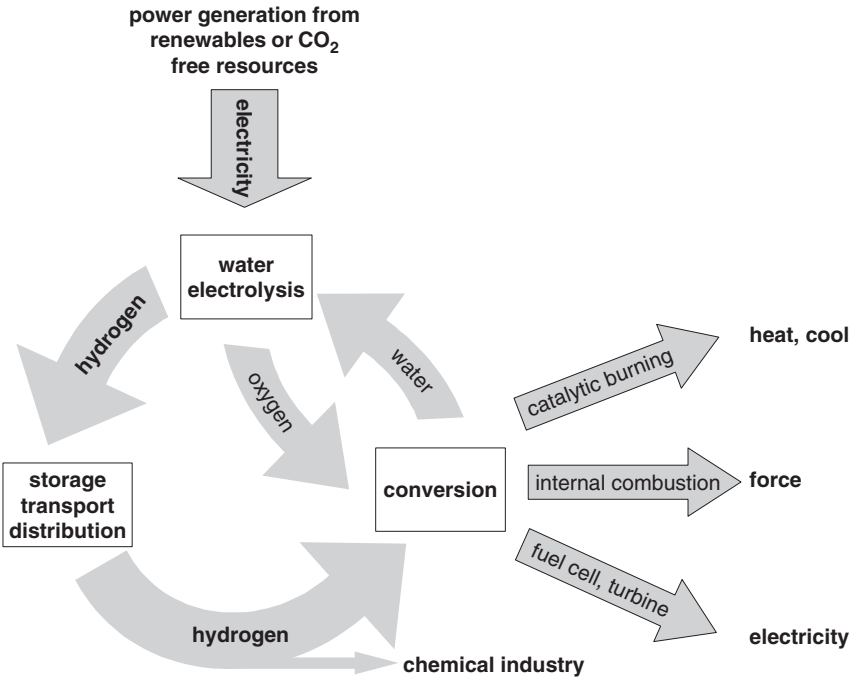 power generation from
renewables or CO₂
free resources
electricity
water
electrolysis
hydrogen
oxygen
water
catalytic burning
heat, cool
storage
transport
distribution
conversion
internal combustion
force
fuel cell, turbine
electricity
hydrogen
chemical industry